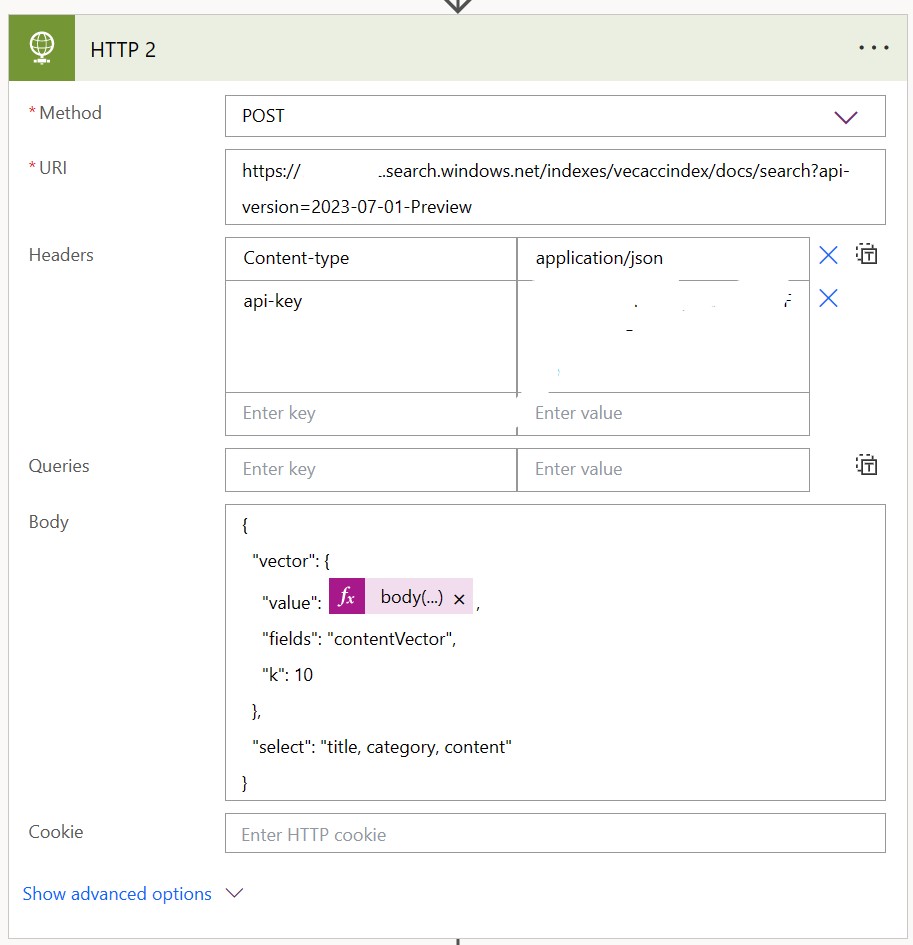 HTTP 2
* Method
POST
* URI
https:// ..search.windows.net/indexes/vecaccindex/docs/search?api-
version=2023-07-01-Preview
Headers
Content-type application/json
api-key
Enter key Enter value
Queries
Enter key Enter value
Body
{
"vector": {
"value": fx body(...) × ,
"fields": "contentVector",
"k": 10
},
"select": "title, category, content"
}
Cookie
Enter HTTP cookie
Show advanced options